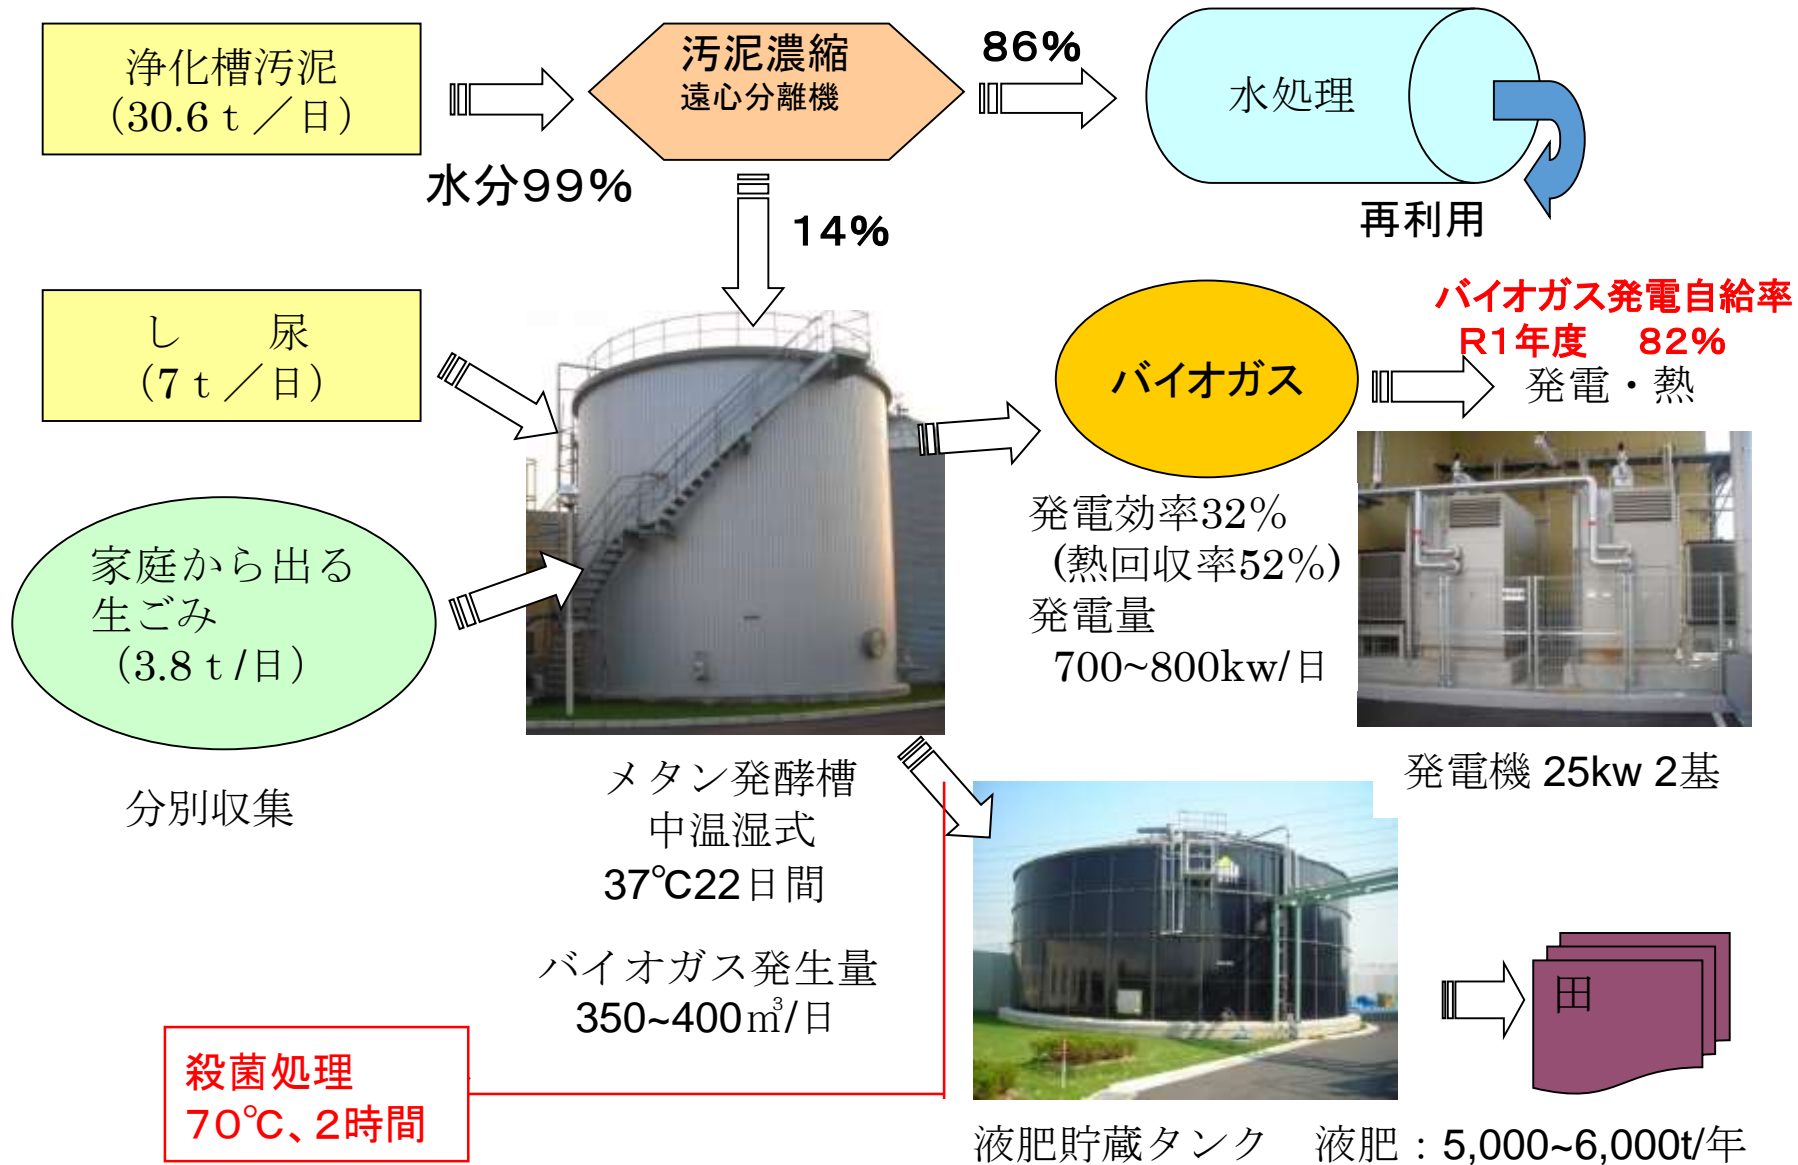 浄化槽汚泥
（30.6ｔ／日）
水分99%
汚泥濃縮
遠心分離機
86%
水処理
再利用
14%
し　尿
（7ｔ／日）
家庭から出る
生ごみ
（3.8ｔ/日）
分別収集
メタン発酵槽
中温湿式
37℃22日間
バイオガス発生量
350~400㎥/日
殺菌処理
70℃、2時間
バイオガス
発電効率32%
(熱回収率52%)
発電量
700~800kw/日
バイオガス発電自給率
R1年度　82%
発電・熱
発電機 25kw 2基
田
液肥貯蔵タンク　液肥：5,000~6,000t/年